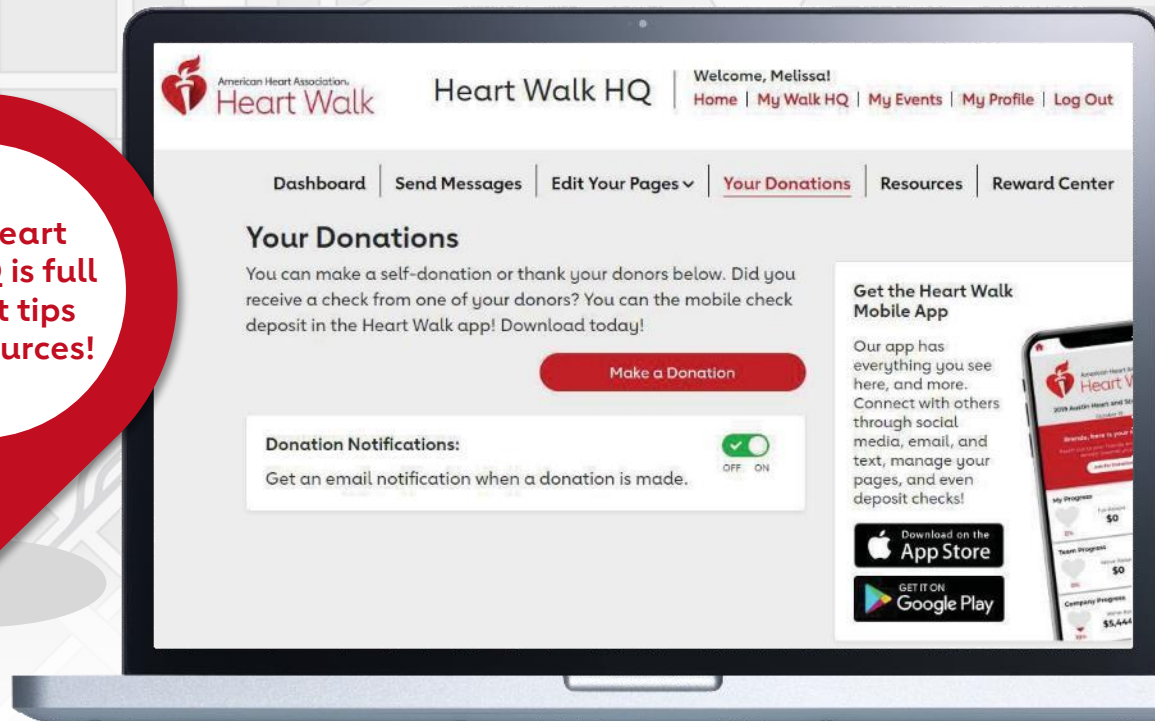 eart
is full
t tips
urces!
American Heart Association.
Heart Walk
Heart Walk HQ
Welcome, Melissa!
Home | My Walk HQ | My Events | My Profile | Log Out
Dashboard | Send Messages | Edit Your Pages | Your Donations | Resources | Reward Center
Your Donations
You can make a self-donation or thank your donors below. Did you
receive a check from one of your donors? You can the mobile check
deposit in the Heart Walk app! Download today!
Make a Donation
Donation Notifications:
Get an email notification when a donation is made.
OFF ON
Get the Heart Walk
Mobile App
Our app has
everything you see
here, and more.
Connect with others
through social
media, email, and
text, manage your
pages, and even
deposit checks!
Download on the
App Store
GET IT ON
Google Play
American Heart
Heart
2019 Austin Heart and
My Progress
$0
Team Progress
$0
Company Progress
$5,444